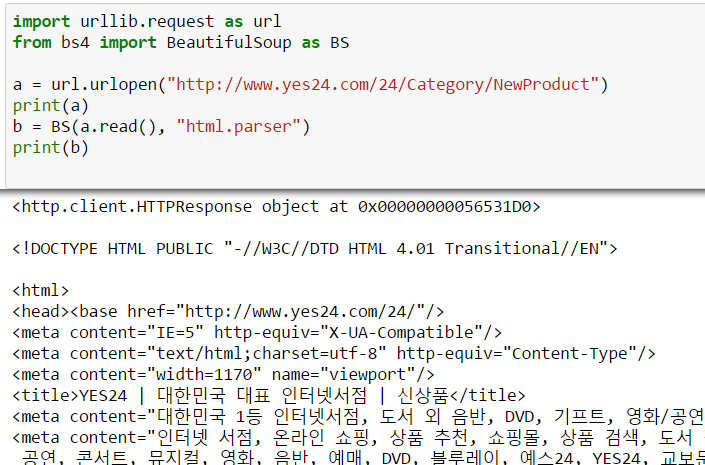 import urllib.request as url
from bs4 import BeautifulSoup as BS
a = url.urlopen("http://www.yes24.com/24/Category/NewProduct")
print(a)
b = BS(a.read(), "html.parser")
print(b)
<http.client.HTTPResponse object at 0x00000000056531D0>
<!DOCTYPE HTML PUBLIC "-//W3C//DTD HTML 4.01 Transitional//EN">
<html>
<head><base href="http://www.yes24.com/24/"/>
<meta content="IE=5" http-equiv="X-UA-Compatible"/>
<meta content="text/html;charset=utf-8" http-equiv="Content-Type"/>
<meta content="width=1170" name="viewport"/>
<title>YES24 | 대한민국 대표 인터넷서점 | 신상품</title>
<meta content="대한민국 1등 인터넷서점, 도서 외 음반, DVD, 기프트, 영화/공연
<meta content="인터넷 서점, 온라인 쇼핑, 상품 추천, 쇼핑몰, 상품 검색, 도서
공연, 콘서트, 뮤지컬, 영화, 음반, 예매, DVD, 블루레이, 예스24, YES24, 교보문